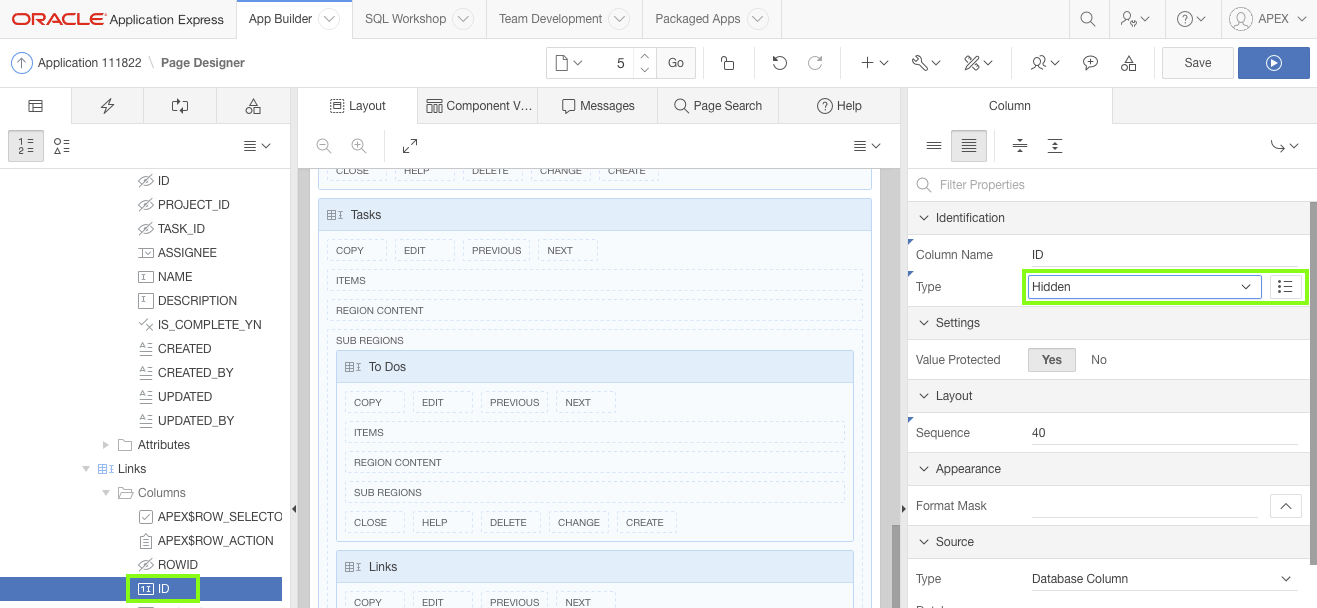 ORACLE Application Express App Builder SQL Workshop Team Development Packaged Apps APEX
Application 111822 \ Page Designer 5 Go Save
Layout Component V... Messages Page Search Help Column
1 2
Filter Properties
ID
PROJECT_ID
TASK_ID
ASSIGNEE
NAME
DESCRIPTION
IS_COMPLETE_YN
CREATED
CREATED_BY
UPDATED
UPDATED_BY
Attributes
Links
Columns
APEX$ROW_SELECTO
APEX$ROW_ACTION
ROWID
ID
CLOSE HELP DELETE CHANGE CREATE
Tasks
COPY EDIT PREVIOUS NEXT
ITEMS
REGION CONTENT
SUB REGIONS
To Dos
COPY EDIT PREVIOUS NEXT
ITEMS
REGION CONTENT
SUB REGIONS
CLOSE HELP DELETE CHANGE CREATE
Links
COPY EDIT PREVIOUS NEXT
Identification
Column Name ID
Type Hidden
Settings
Value Protected Yes No
Layout
Sequence 40
Appearance
Format Mask
Source
Type Database Column